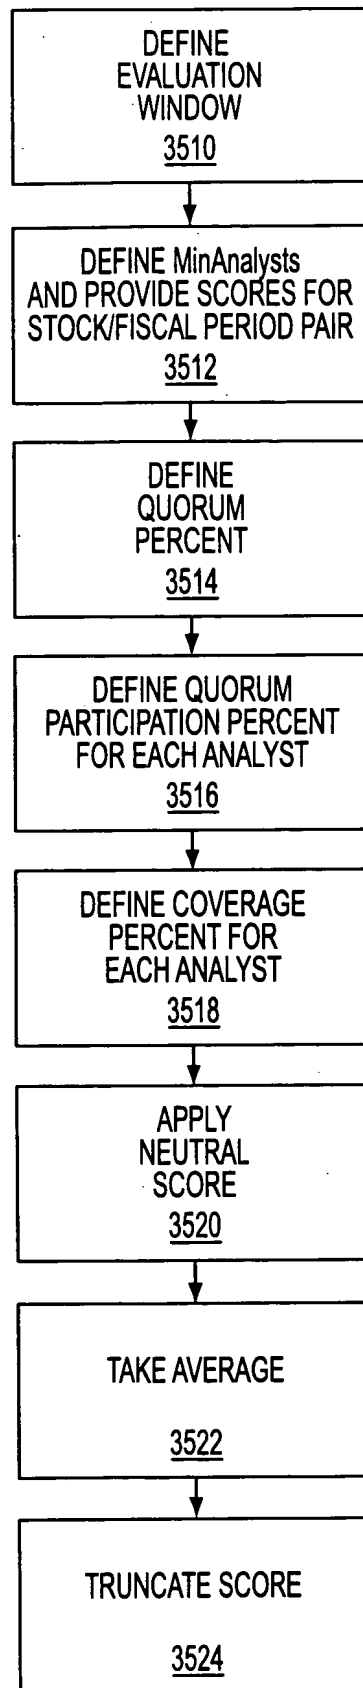 DEFINE
EVALUATION
WINDOW
3510
DEFINE MinAnalysts
AND PROVIDE SCORES FOR
STOCK/FISCAL PERIOD PAIR
3512
DEFINE
QUORUM
PERCENT
3514
DEFINE QUORUM
PARTICIPATION PERCENT
FOR EACH ANALYST
3516
DEFINE COVERAGE
PERCENT FOR
EACH ANALYST
3518
APPLY
NEUTRAL
SCORE
3520
TAKE AVERAGE
3522
TRUNCATE SCORE
3524